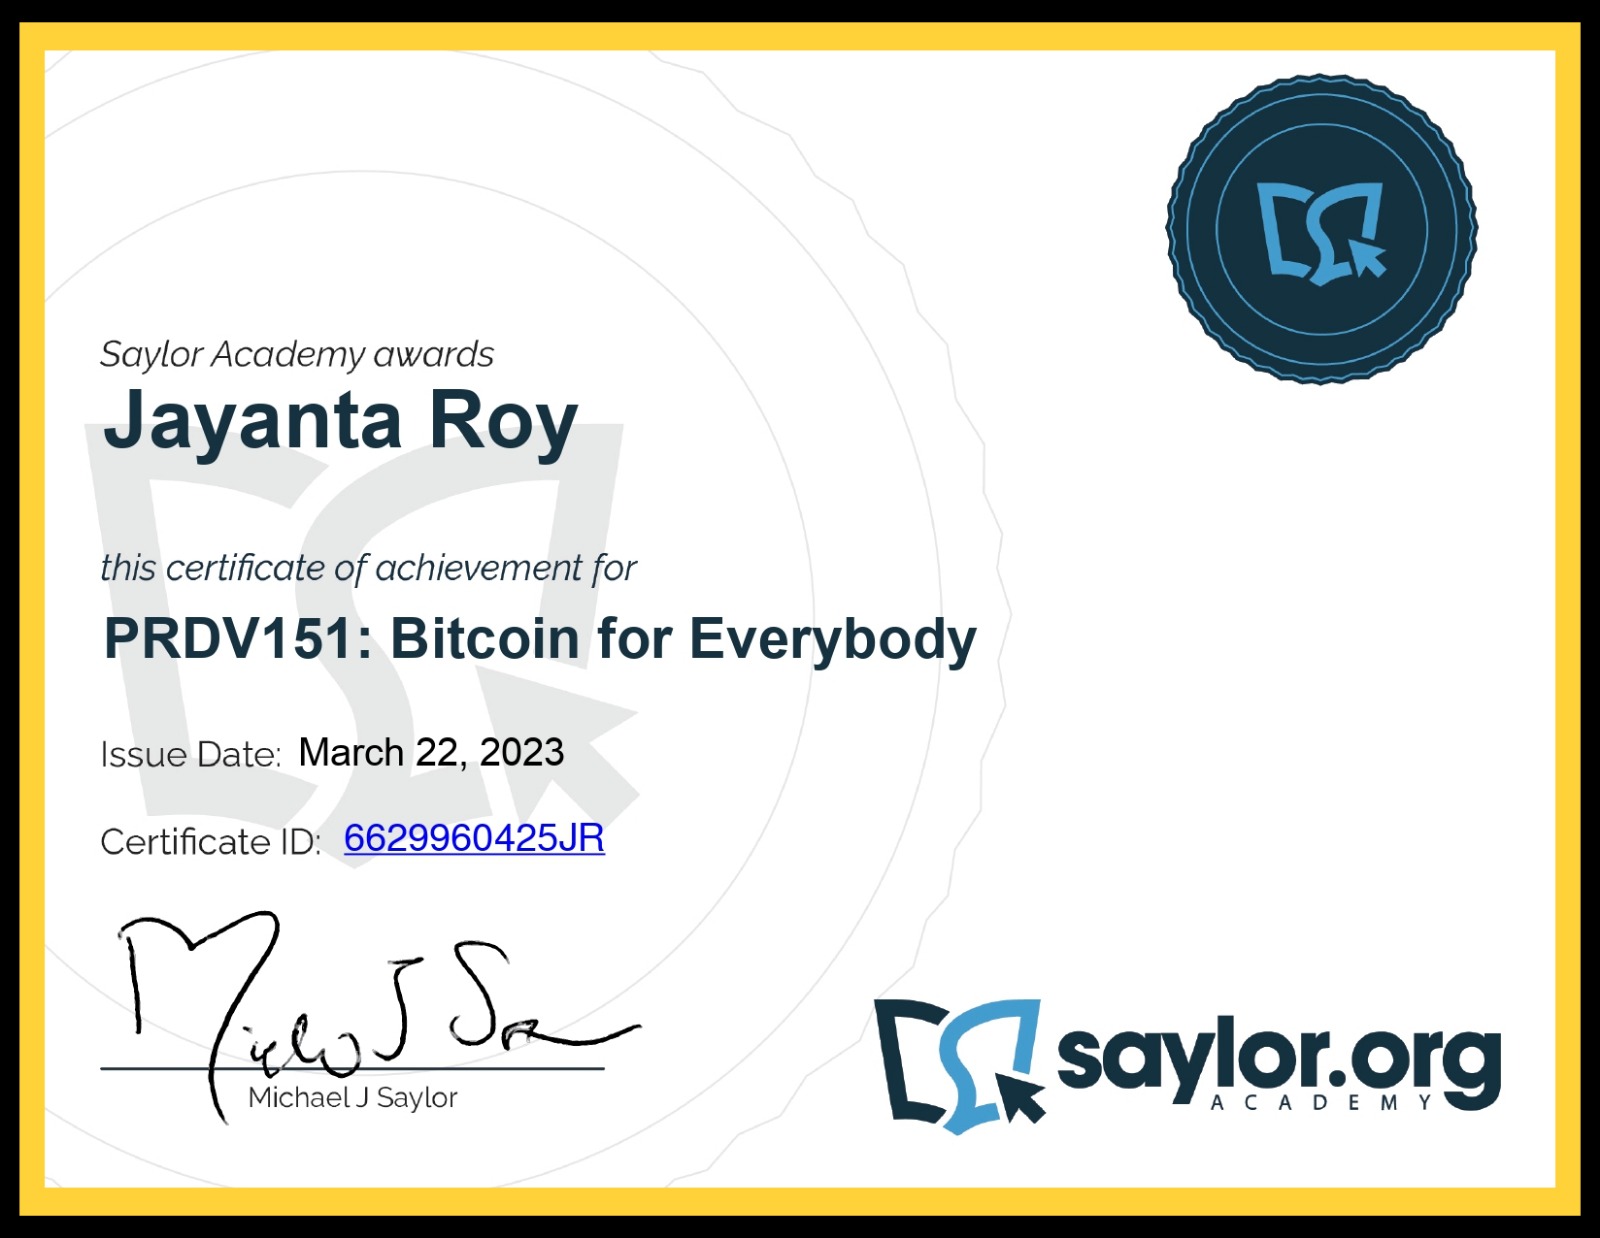 Saylor Academy awards
Jayanta Roy
this certificate of achievement for
PRDV151: Bitcoin for Everybody
Issue Date: March 22, 2023
Certificate ID: 6629960425JR
Michael J Saylor
saylor.org
ACADEMY